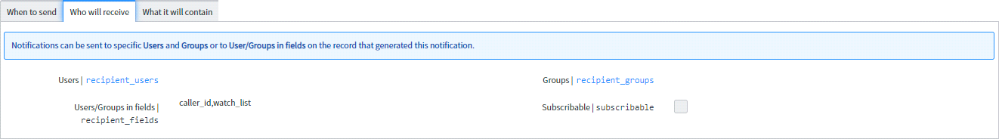 When to send
Who will receive
What it will contain
Notifications can be sent to specific Users and Groups or to User/Groups in fields on the record that generated this notification.
Users | recipient_users
Groups | recipient_groups
Users/Groups in fields |
recipient_fields
caller_id,watch_list
Subscribable | subscribable